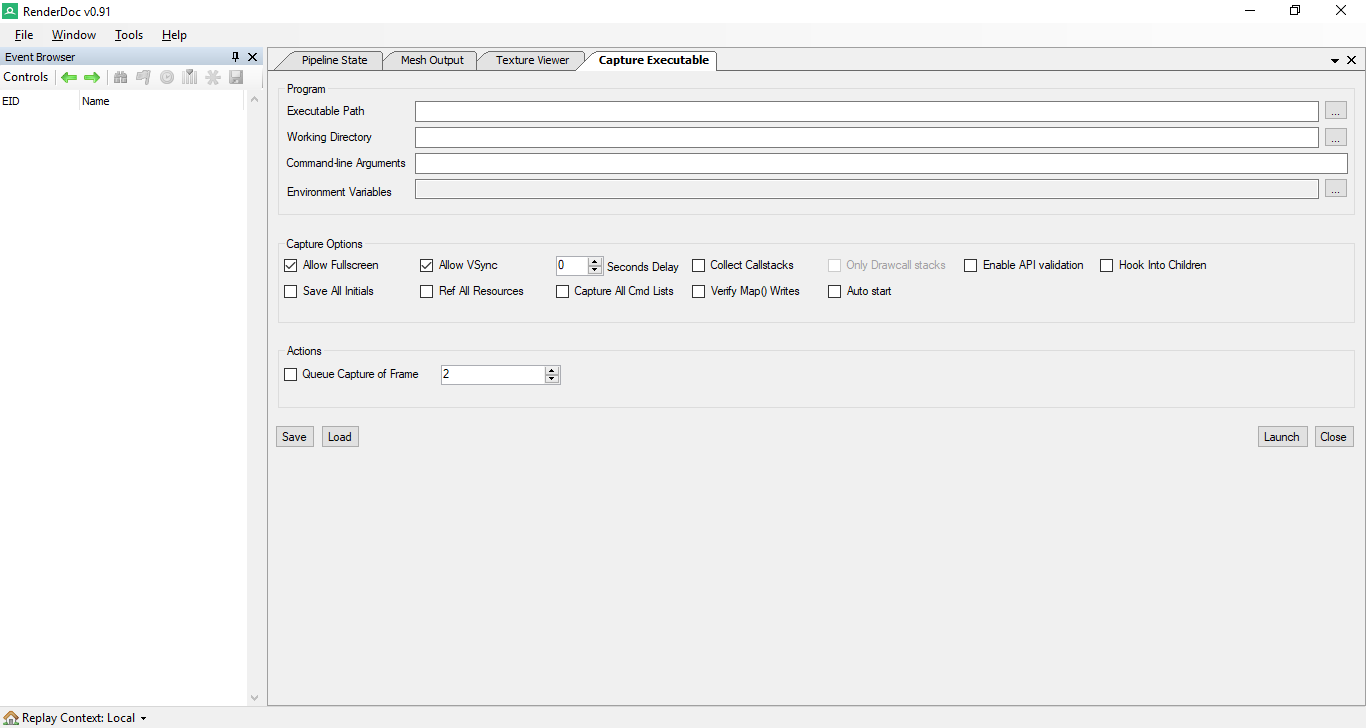 RenderDoc v0.91
File Window Tools Help
Event Browser
Controls
EID Name
Pipeline State Mesh Output Texture Viewer Capture Executable
Program
Executable Path ...
Working Directory ...
Command-line Arguments
Environment Variables ...
Capture Options
Allow Fullscreen Allow VSync 0 Seconds Delay Collect Callstacks Only Drawcall stacks Enable API validation Hook Into Children
Save All Initials Ref All Resources Capture All Cmd Lists Verify Map() Writes Auto start
Actions
Queue Capture of Frame 2
Save Load Launch Close
Replay Context: Local